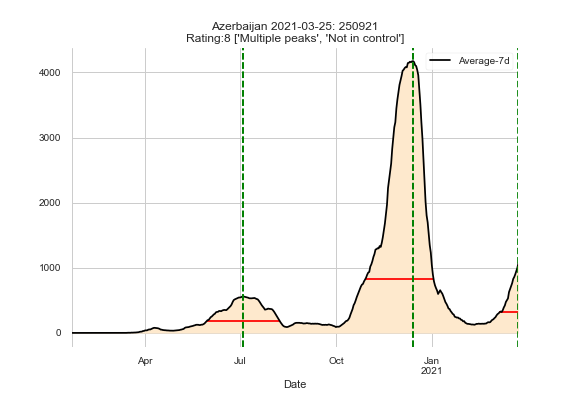 Azerbaijan 2021-03-25: 250921
Rating:8 ['Multiple peaks', 'Not in control']
Average-7d
4000
3000
2000
1000
0
Apr
Jul
Oct
Jan
2021
Date